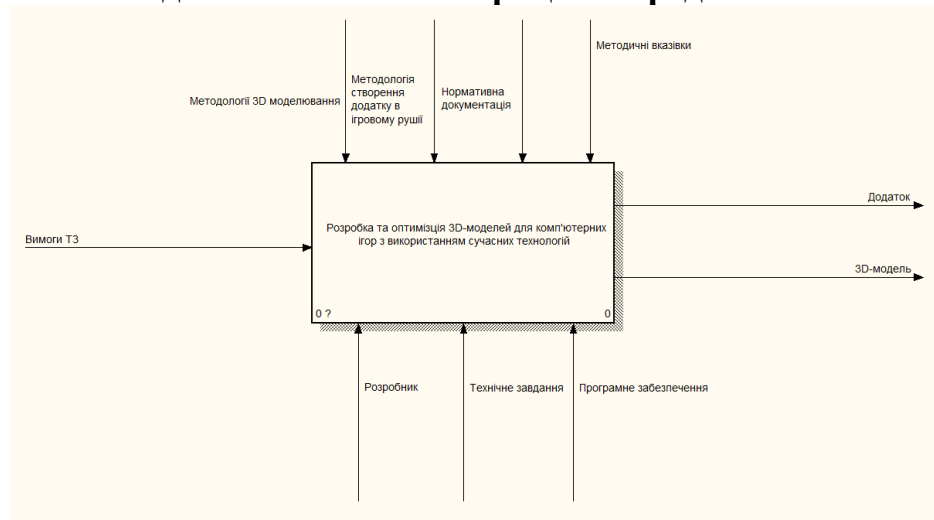 Методичні вказівки
Методологія
створення
додатку в
ігровому рушії
Методології 3D моделювання
Нормативна
документація
Додаток
Розробка та оптимізція 3D-моделей для комп'ютерних
ігор з використанням сучасних технологій
Вимоги ТЗ
3D-модель
0 ?
0
Розробник
Технічне завдання
Програмне забезпечення